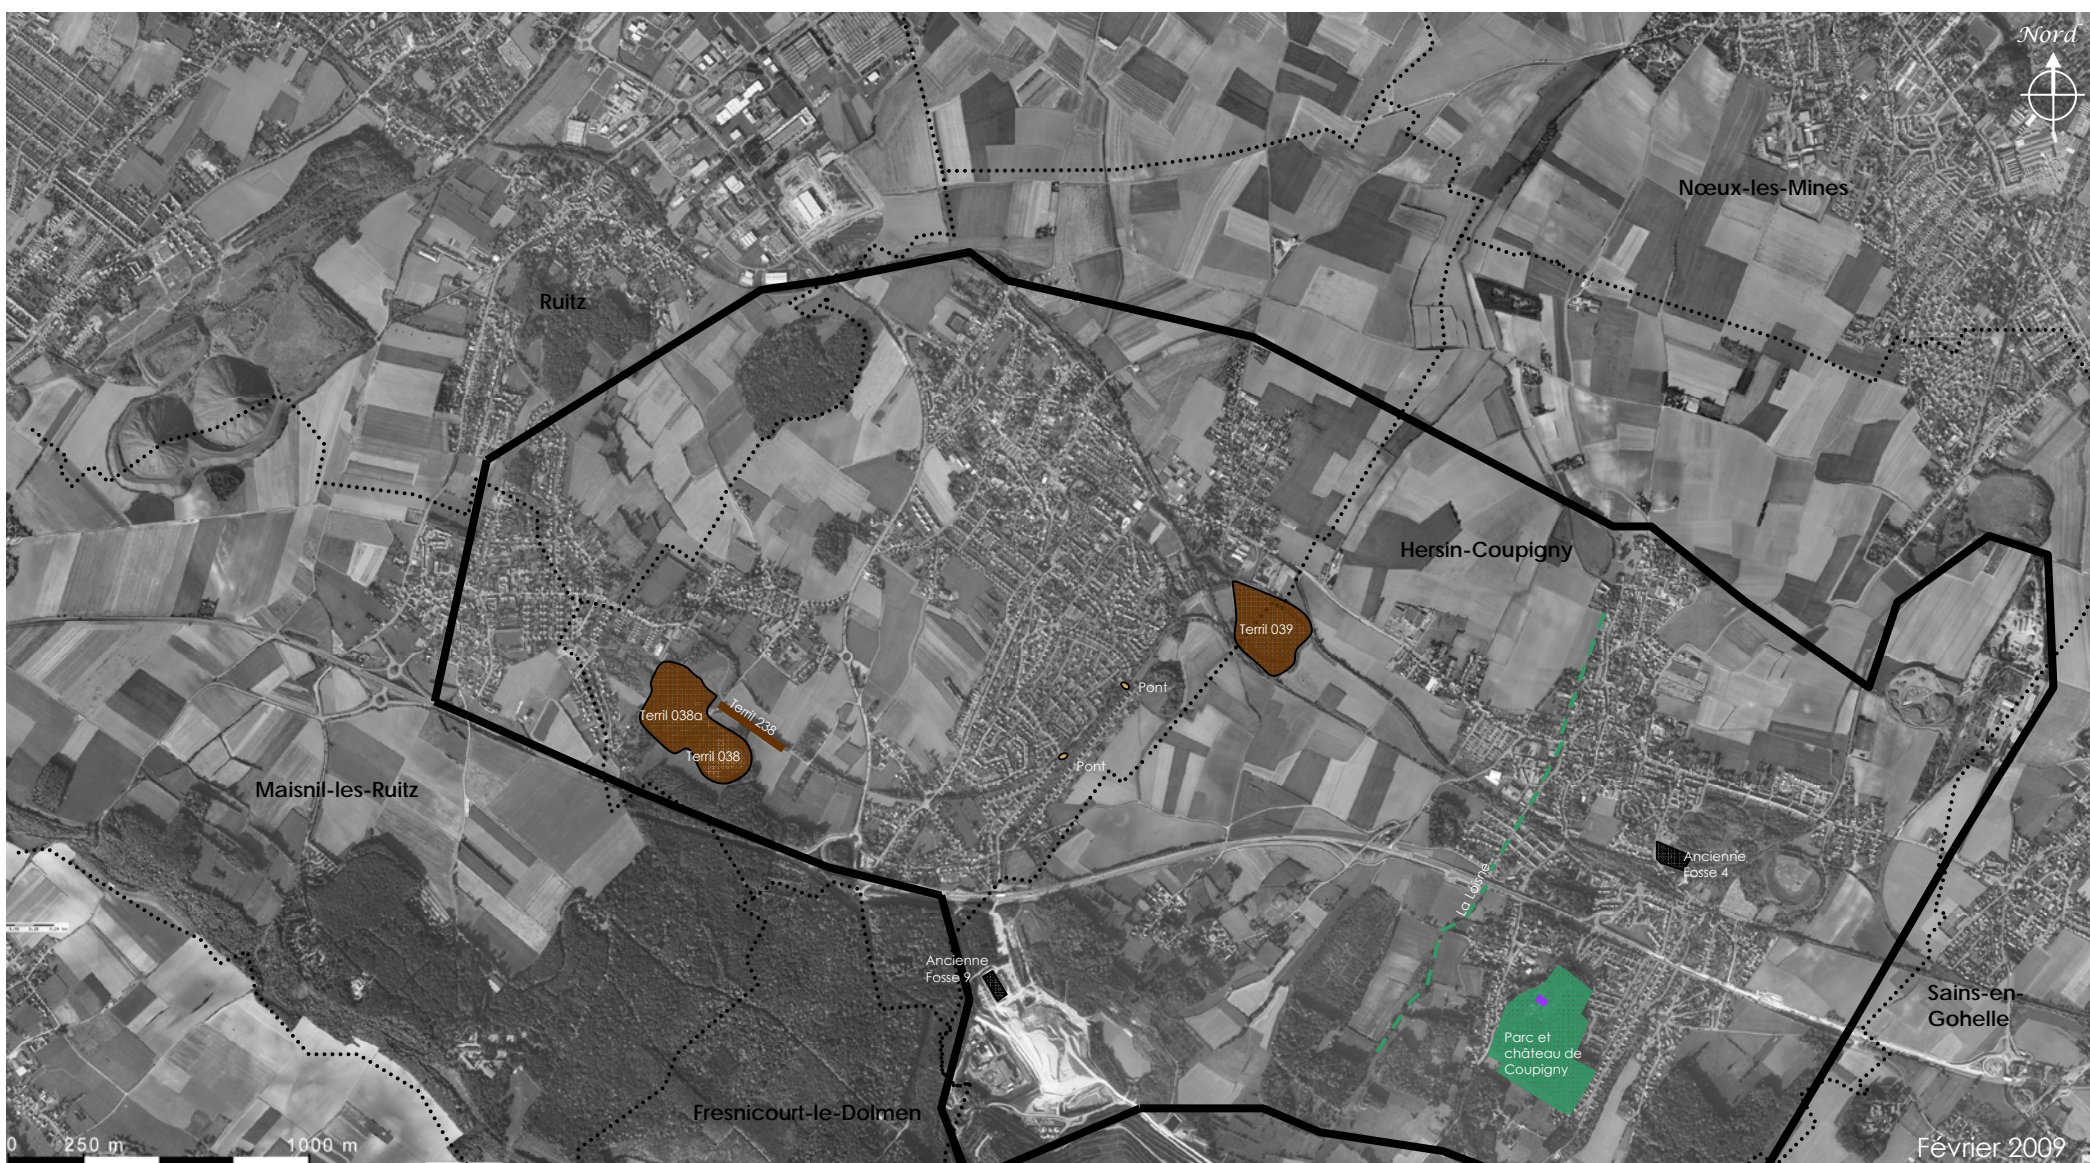 Nord
Nœux-les-Mines
Ruitz
Hersin-Coupigny
Terril 039
Pont
Terril 038a
Terril 238
Terril 038
Pont
Maisnil-les-Ruitz
Ancienne
Fosse 4
La Loisne
Ancienne
Fosse 9
Sains-en-
Gohelle
Parc et
château de
Coupigny
Fresnicourt-le-Dolmen
0 250 m 1000 m
Février 2009